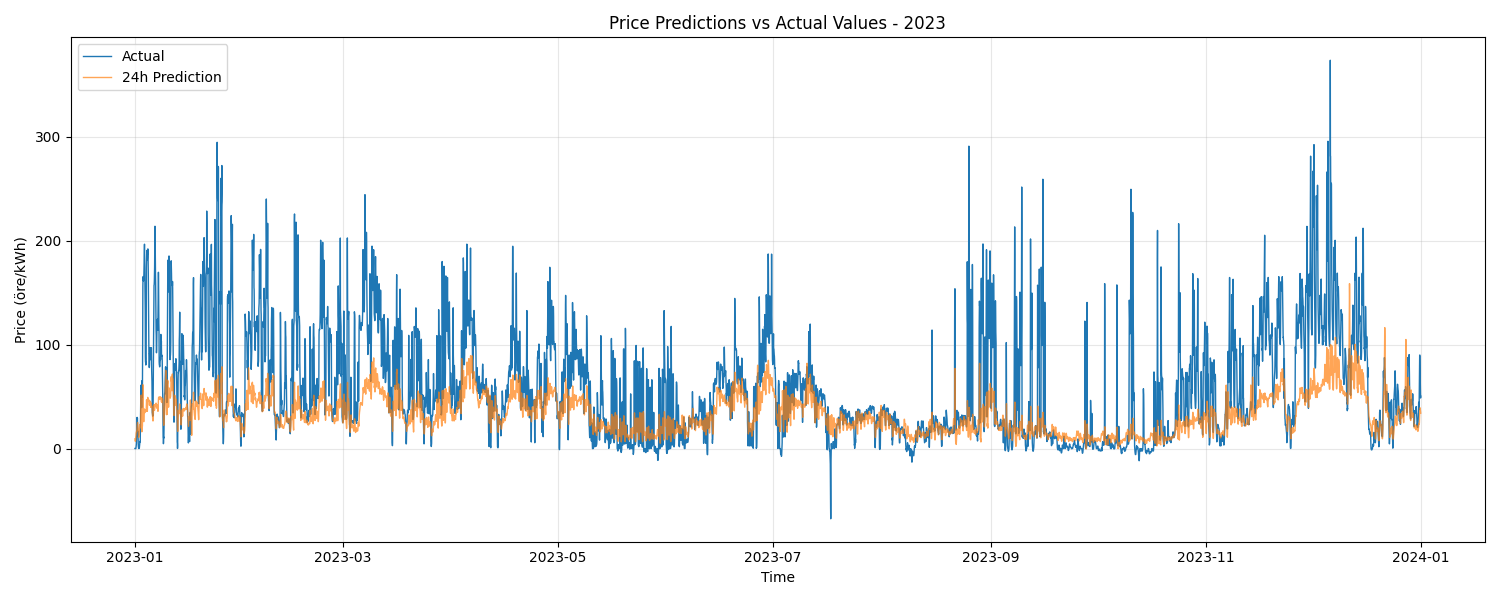 Price Predictions vs Actual Values - 2023
Actual
24h Prediction
Price (öre/kWh)
300
200
100
0
2023-01
2023-03
2023-05
2023-07
2023-09
2023-11
2024-01
Time